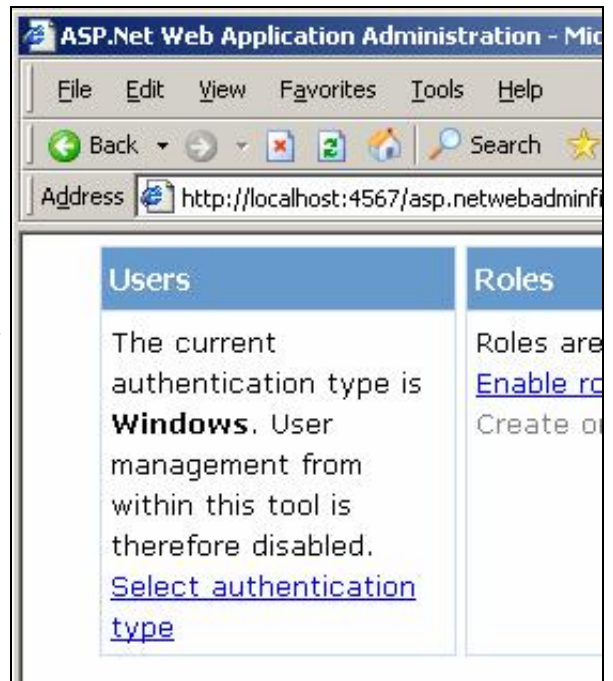 ASP.Net Web Application Administration - Mic
File Edit View Favorites Tools Help
Back Search
Address http://localhost:4567/asp.netwebadminfi
Users
The current
authentication type is
Windows. User
management from
within this tool is
therefore disabled.
Select authentication
type
Roles
Roles are
Enable ro
Create o